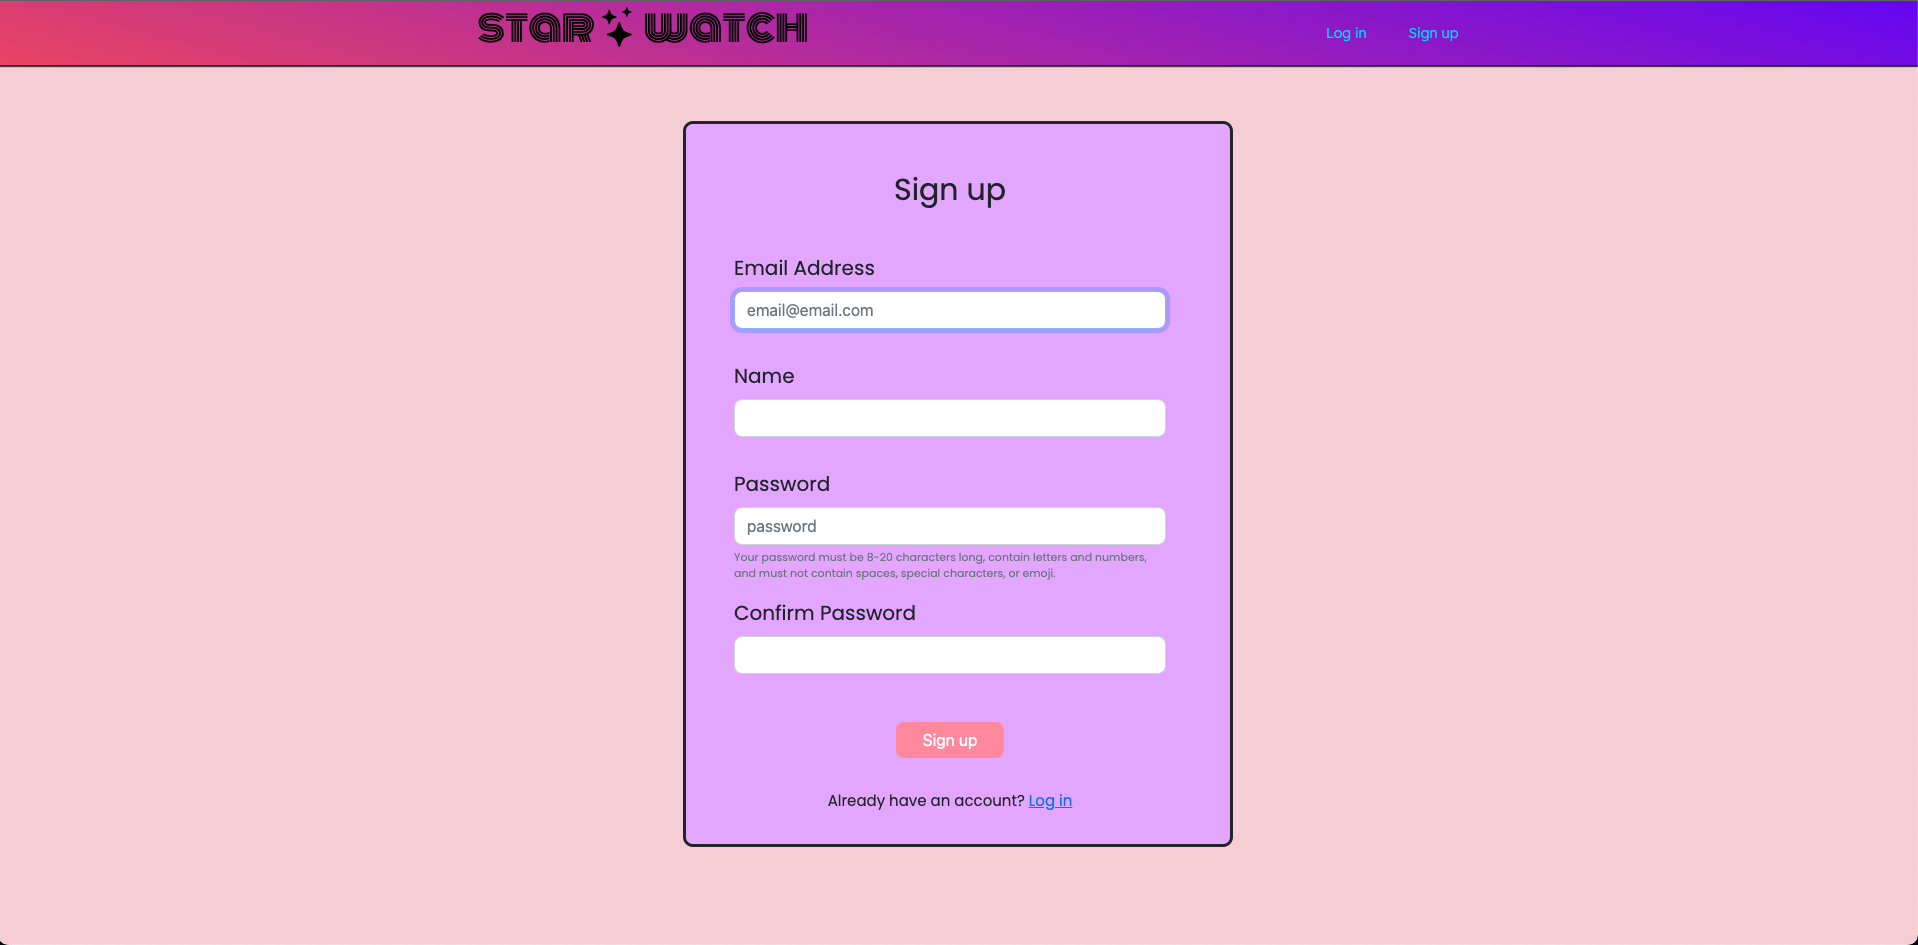 STAR WATCH
Log in
Sign up
Sign up
Email Address
email@email.com
Name
Password
password
Your password must be 8-20 characters long, contain letters and numbers,
and must not contain spaces, special characters, or emoji.
Confirm Password
Sign up
Already have an account? Log in